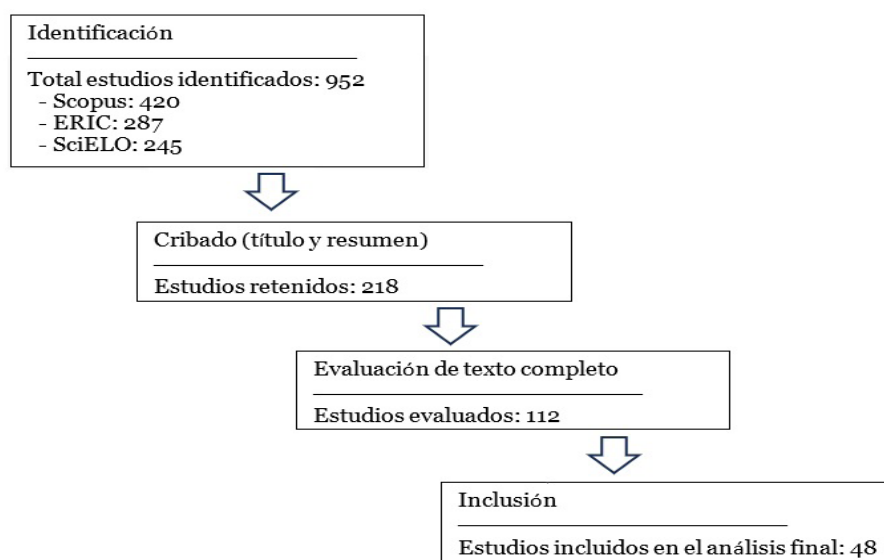 Identificación
Total estudios identificados: 952
- Scopus: 420
- ERIC: 287
- SciELO: 245
Cribado (título y resumen)
Estudios retenidos: 218
Evaluación de texto completo
Estudios evaluados: 112
Inclusión
Estudios incluidos en el análisis final: 48